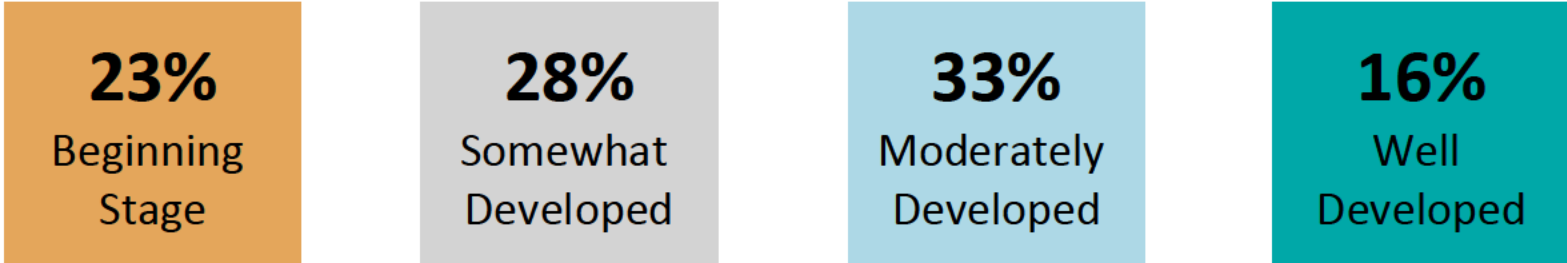 23%
Beginning
Stage
28%
Somewhat
Developed
33%
Moderately
Developed
16%
Well
Developed